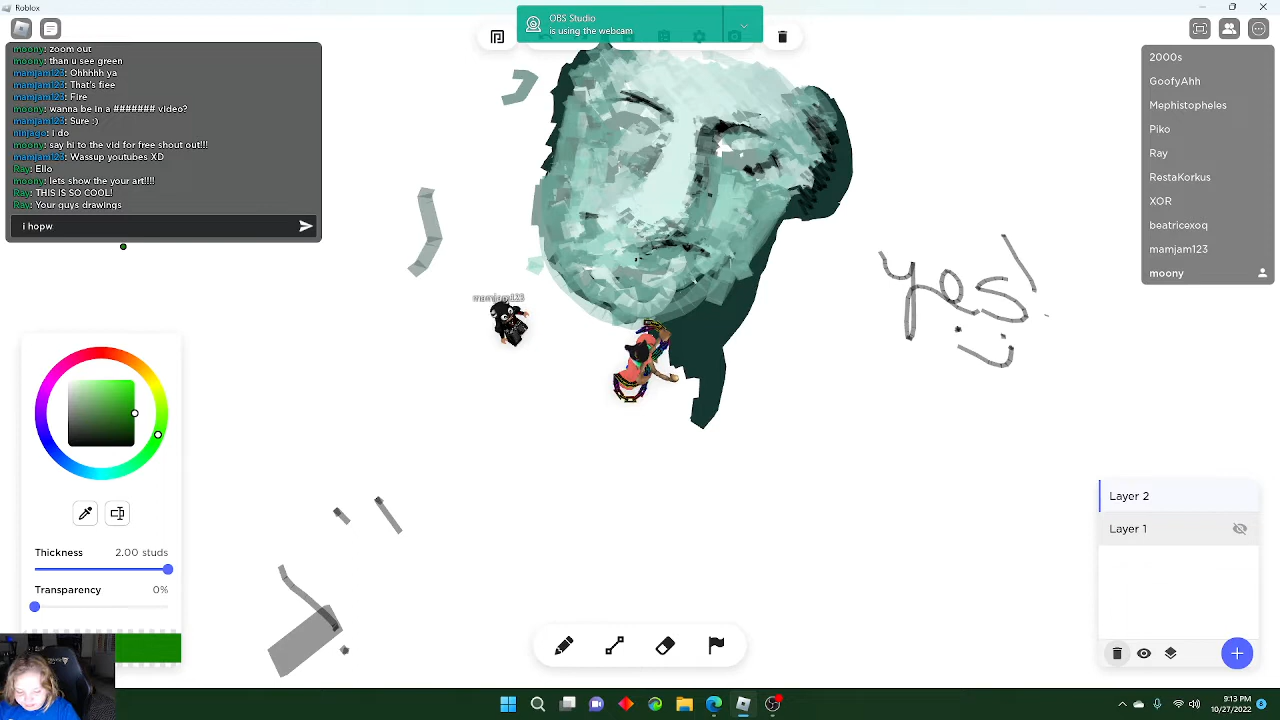 Roblox
OBS Studio
is using the webcam
moony: zoom out
moony: than u seen seen
mamjam123: Ohhhhh ya
mamjam123: That's fiee
mamjam123: Fire
moony: wanna be in a ####### video?
mamjam123: Sure :)
ninjago: I do
moony: say hi to the vid for free shout out!!!
mamjam123: Wassup youtubes XD
Ray: Ello
moony: lets show the your art!!!!
Ray: THIS IS SO COOL!
Ray: Your guys drawings
i hopw
2000s
GoofyAhh
Mephistopheles
Piko
Ray
RestaKorkus
XOR
beatricexoq
mamjam123
moony
mamjam123
yes!
Thickness 2.00 studs
Transparency 0%
Layer 2
Layer 1
9:13 PM
10/27/2022